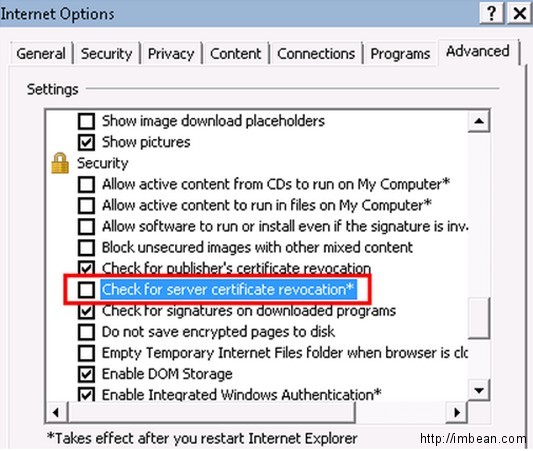 Internet Options
General Security Privacy Content Connections Programs Advanced
Settings
Show image download placeholders
Show pictures
Security
Allow active content from CDs to run on My Computer*
Allow active content to run in files on My Computer*
Allow software to run or install even if the signature is inv
Block unsecured images with other mixed content
Check for publisher's certificate revocation
Check for server certificate revocation*
Check for signatures on downloaded programs
Do not save encrypted pages to disk
Empty Temporary Internet Files folder when browser is clo
Enable DOM Storage
Enable Integrated Windows Authentication*
*Takes effect after you restart Internet Explorer
http://imbean.com